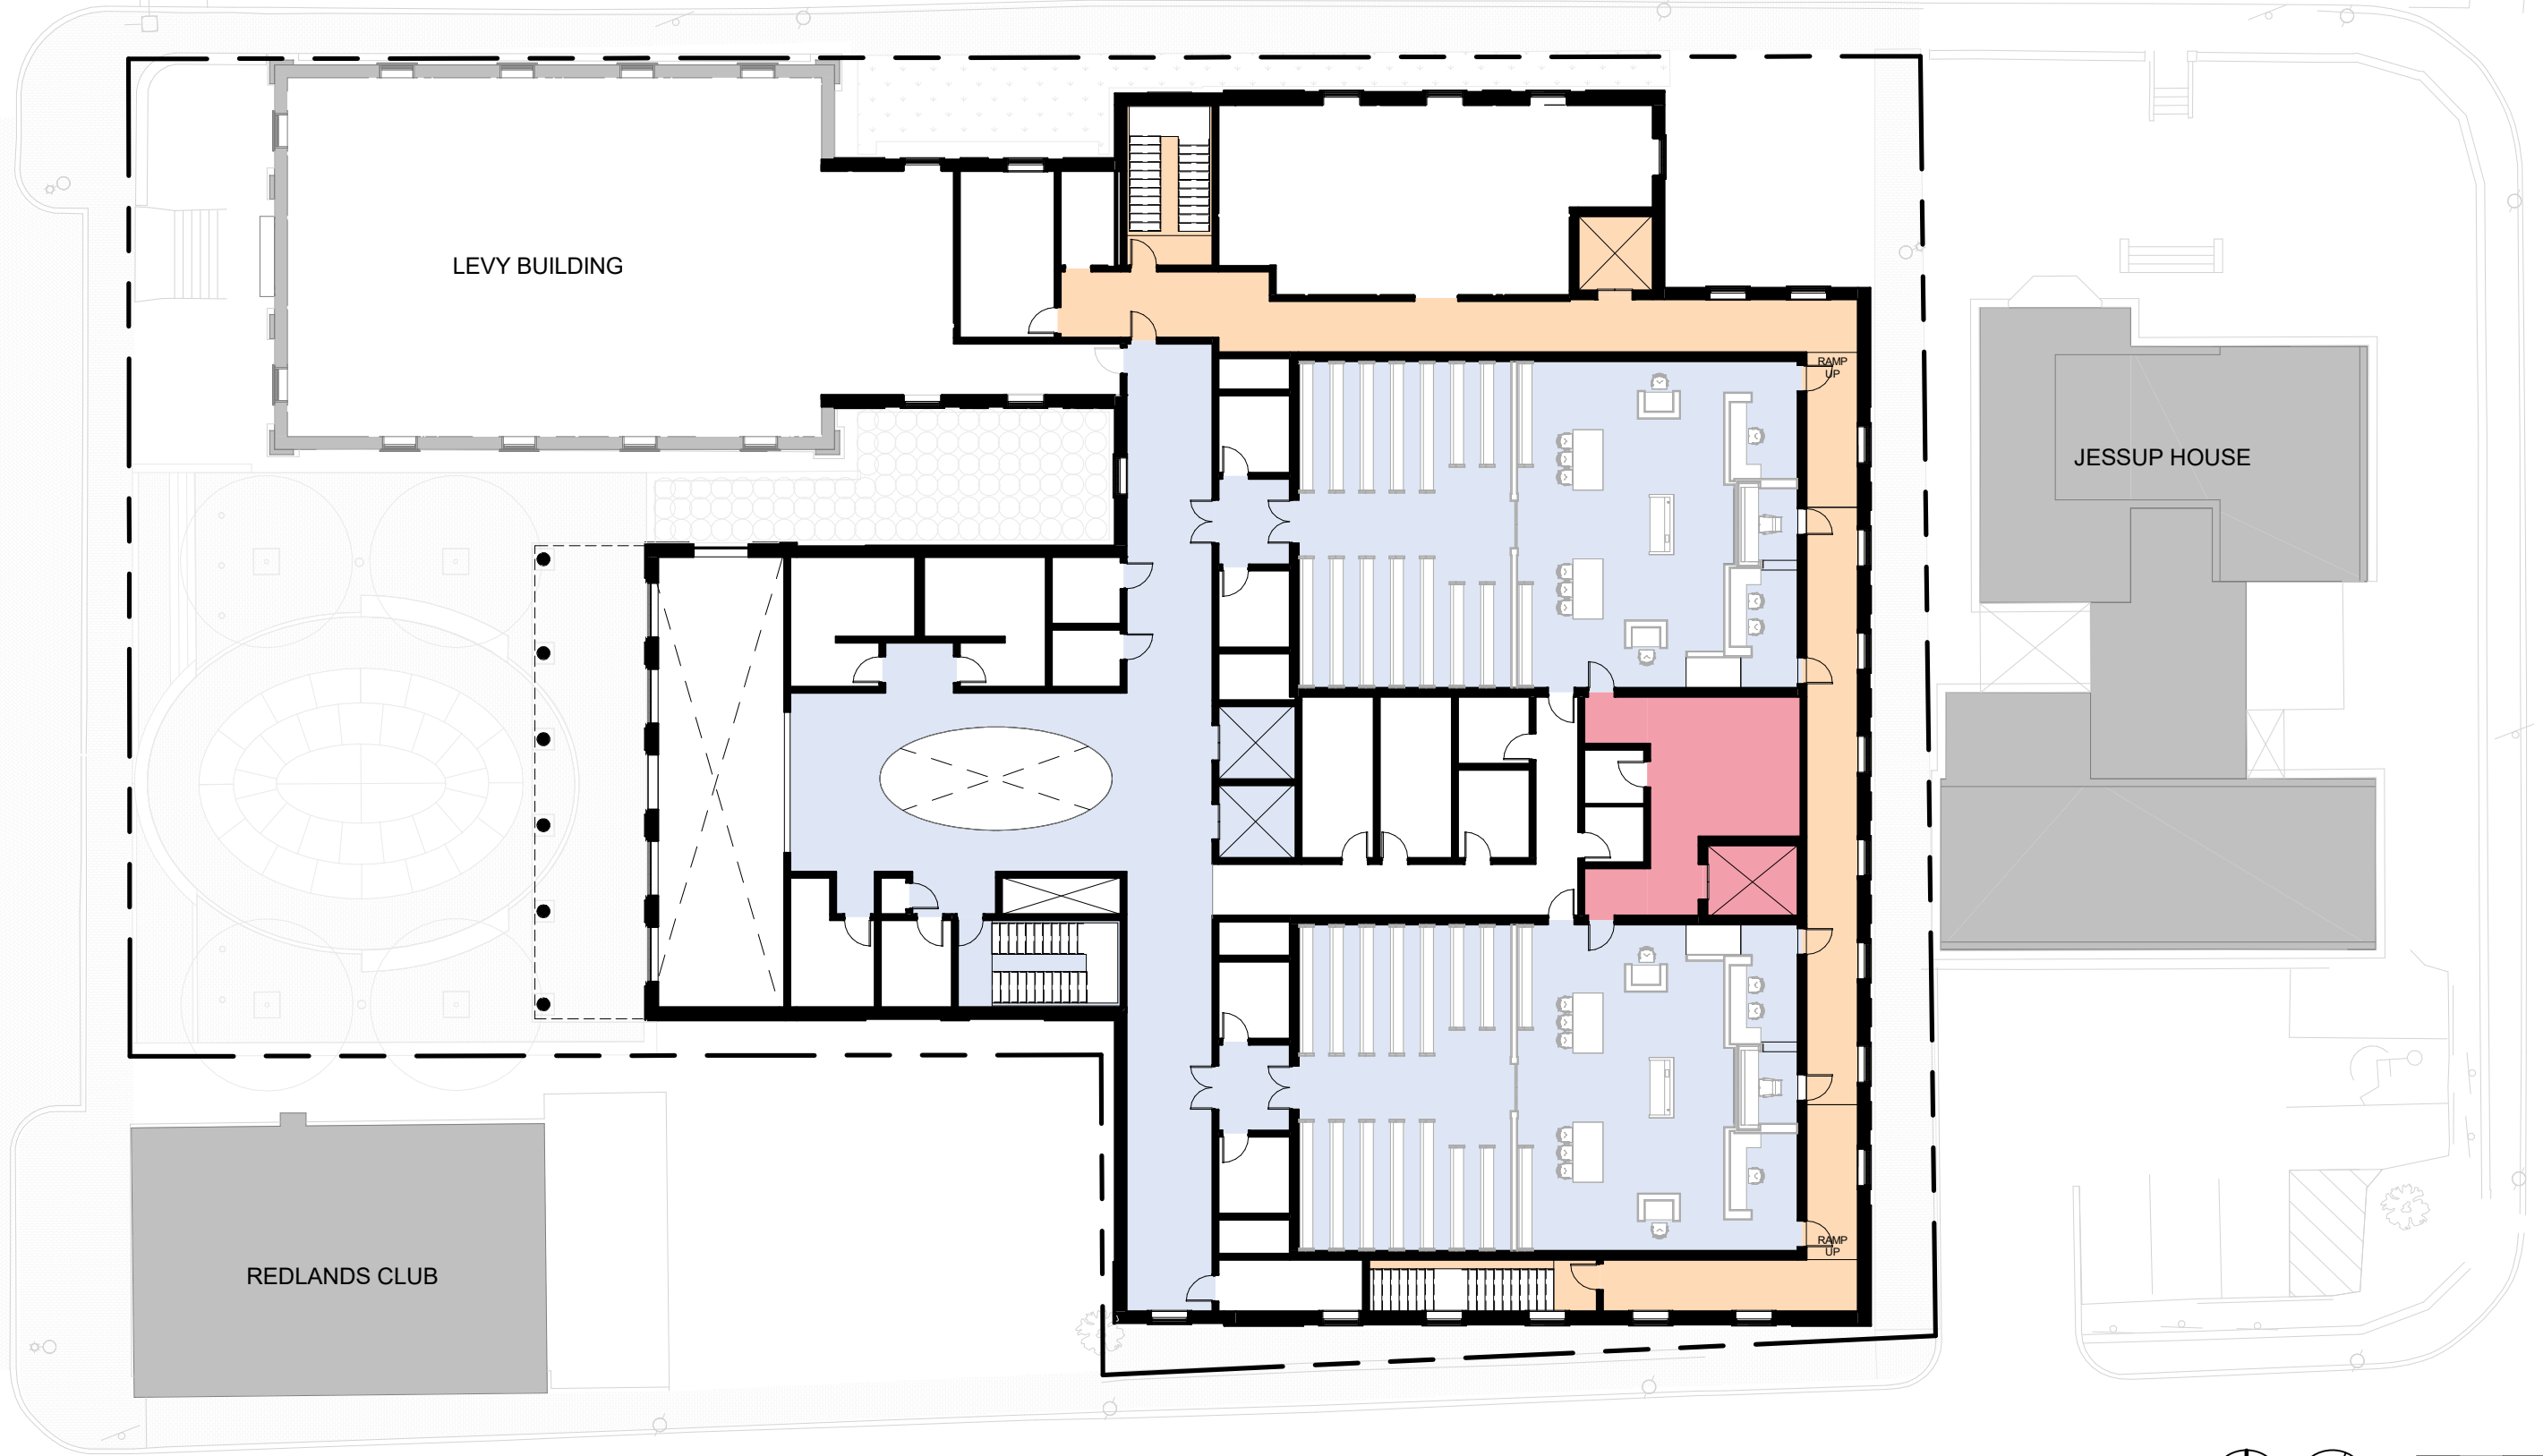 LEVY BUILDING
RAMP
UP
JESSUP HOUSE
RAMP
UP
REDLANDS CLUB